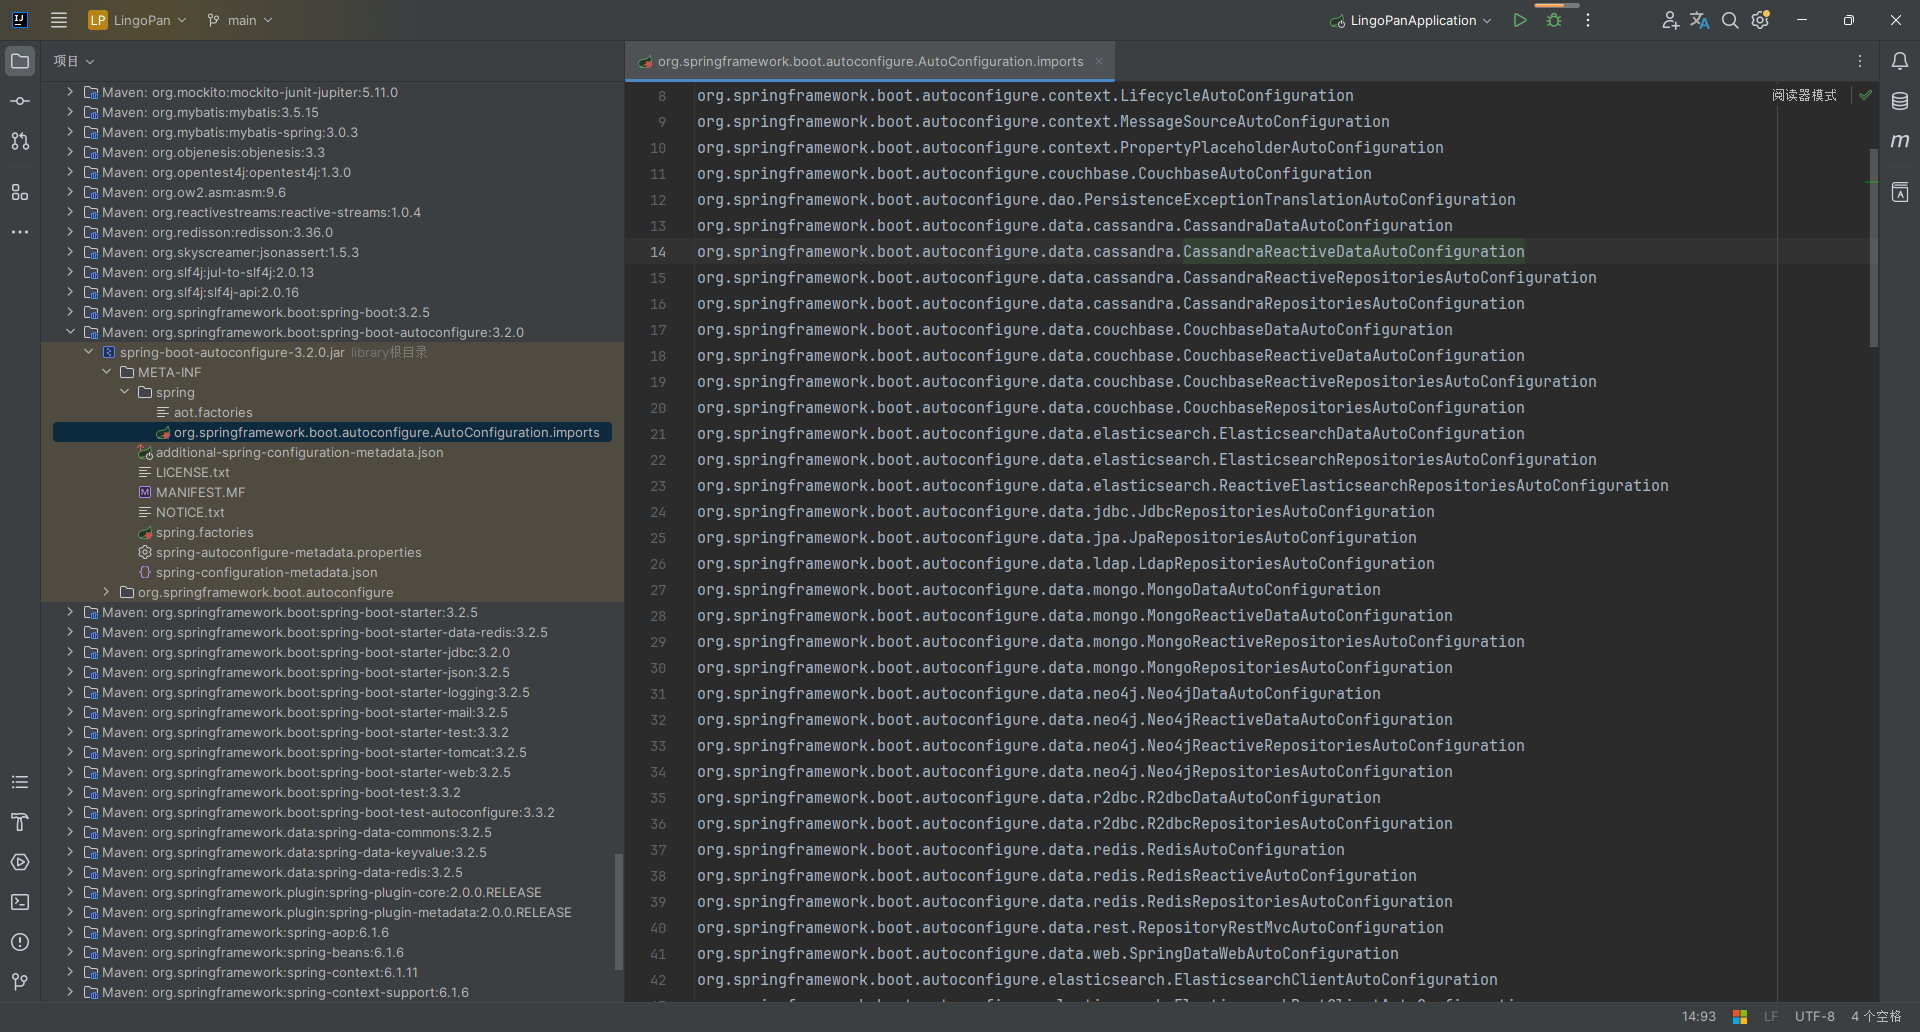 LP LingoPan main LingoPanApplication
项目
Maven: org.mockito:mockito-junit-jupiter:5.11.0
Maven: org.mybatis:mybatis:3.5.15
Maven: org.mybatis:mybatis-spring:3.0.3
Maven: org.objenesis:objenesis:3.3
Maven: org.opentest4j:opentest4j:1.3.0
Maven: org.ow2.asm:asm:9.6
Maven: org.reactivestreams:reactive-streams:1.0.4
Maven: org.redisson:redisson:3.36.0
Maven: org.skyscreamer:jsonassert:1.5.3
Maven: org.slf4j:jul-to-slf4j:2.0.13
Maven: org.slf4j:slf4j-api:2.0.16
Maven: org.springframework.boot:spring-boot:3.2.5
Maven: org.springframework.boot:spring-boot-autoconfigure:3.2.0
spring-boot-autoconfigure-3.2.0.jar library根目录
META-INF
spring
aot.factories
org.springframework.boot.autoconfigure.AutoConfiguration.imports
additional-spring-configuration-metadata.json
LICENSE.txt
MANIFEST.MF
NOTICE.txt
spring.factories
spring-autoconfigure-metadata.properties
spring-configuration-metadata.json
org.springframework.boot.autoconfigure
Maven: org.springframework.boot:spring-boot-starter:3.2.5
Maven: org.springframework.boot:spring-boot-starter-data-redis:3.2.5
Maven: org.springframework.boot:spring-boot-starter-jdbc:3.2.0
Maven: org.springframework.boot:spring-boot-starter-json:3.2.5
Maven: org.springframework.boot:spring-boot-starter-logging:3.2.5
Maven: org.springframework.boot:spring-boot-starter-mail:3.2.5
Maven: org.springframework.boot:spring-boot-starter-test:3.3.2
Maven: org.springframework.boot:spring-boot-starter-tomcat:3.2.5
Maven: org.springframework.boot:spring-boot-starter-web:3.2.5
Maven: org.springframework.boot:spring-boot-test:3.3.2
Maven: org.springframework.boot:spring-boot-test-autoconfigure:3.3.2
Maven: org.springframework.data:spring-data-commons:3.2.5
Maven: org.springframework.data:spring-data-keyvalue:3.2.5
Maven: org.springframework.data:spring-data-redis:3.2.5
Maven: org.springframework.plugin:spring-plugin-core:2.0.0.RELEASE
Maven: org.springframework.plugin:spring-plugin-metadata:2.0.0.RELEASE
Maven: org.springframework:spring-aop:6.1.6
Maven: org.springframework:spring-beans:6.1.6
Maven: org.springframework:spring-context:6.1.11
Maven: org.springframework:spring-context-support:6.1.6
org.springframework.boot.autoconfigure.AutoConfiguration.imports
阅读器模式
8 org.springframework.boot.autoconfigure.context.LifecycleAutoConfiguration
9 org.springframework.boot.autoconfigure.context.MessageSourceAutoConfiguration
10 org.springframework.boot.autoconfigure.context.PropertyPlaceholderAutoConfiguration
11 org.springframework.boot.autoconfigure.couchbase.CouchbaseAutoConfiguration
12 org.springframework.boot.autoconfigure.dao.PersistenceExceptionTranslationAutoConfiguration
13 org.springframework.boot.autoconfigure.data.cassandra.CassandraDataAutoConfiguration
14 org.springframework.boot.autoconfigure.data.cassandra.CassandraReactiveDataAutoConfiguration
15 org.springframework.boot.autoconfigure.data.cassandra.CassandraReactiveRepositoriesAutoConfiguration
16 org.springframework.boot.autoconfigure.data.cassandra.CassandraRepositoriesAutoConfiguration
17 org.springframework.boot.autoconfigure.data.couchbase.CouchbaseDataAutoConfiguration
18 org.springframework.boot.autoconfigure.data.couchbase.CouchbaseReactiveDataAutoConfiguration
19 org.springframework.boot.autoconfigure.data.couchbase.CouchbaseReactiveRepositoriesAutoConfiguration
20 org.springframework.boot.autoconfigure.data.couchbase.CouchbaseRepositoriesAutoConfiguration
21 org.springframework.boot.autoconfigure.data.elasticsearch.ElasticsearchDataAutoConfiguration
22 org.springframework.boot.autoconfigure.data.elasticsearch.ElasticsearchRepositoriesAutoConfiguration
23 org.springframework.boot.autoconfigure.data.elasticsearch.ReactiveElasticsearchRepositoriesAutoConfiguration
24 org.springframework.boot.autoconfigure.data.jdbc.JdbcRepositoriesAutoConfiguration
25 org.springframework.boot.autoconfigure.data.jpa.JpaRepositoriesAutoConfiguration
26 org.springframework.boot.autoconfigure.data.ldap.LdapRepositoriesAutoConfiguration
27 org.springframework.boot.autoconfigure.data.mongo.MongoDataAutoConfiguration
28 org.springframework.boot.autoconfigure.data.mongo.MongoReactiveDataAutoConfiguration
29 org.springframework.boot.autoconfigure.data.mongo.MongoReactiveRepositoriesAutoConfiguration
30 org.springframework.boot.autoconfigure.data.mongo.MongoRepositoriesAutoConfiguration
31 org.springframework.boot.autoconfigure.data.neo4j.Neo4jDataAutoConfiguration
32 org.springframework.boot.autoconfigure.data.neo4j.Neo4jReactiveDataAutoConfiguration
33 org.springframework.boot.autoconfigure.data.neo4j.Neo4jReactiveRepositoriesAutoConfiguration
34 org.springframework.boot.autoconfigure.data.neo4j.Neo4jRepositoriesAutoConfiguration
35 org.springframework.boot.autoconfigure.data.r2dbc.R2dbcDataAutoConfiguration
36 org.springframework.boot.autoconfigure.data.r2dbc.R2dbcRepositoriesAutoConfiguration
37 org.springframework.boot.autoconfigure.data.redis.RedisAutoConfiguration
38 org.springframework.boot.autoconfigure.data.redis.RedisReactiveAutoConfiguration
39 org.springframework.boot.autoconfigure.data.redis.RedisRepositoriesAutoConfiguration
40 org.springframework.boot.autoconfigure.data.rest.RepositoryRestMvcAutoConfiguration
41 org.springframework.boot.autoconfigure.data.web.SpringDataWebAutoConfiguration
42 org.springframework.boot.autoconfigure.elasticsearch.ElasticsearchClientAutoConfiguration
14:93 LF UTF-8 4 个空格